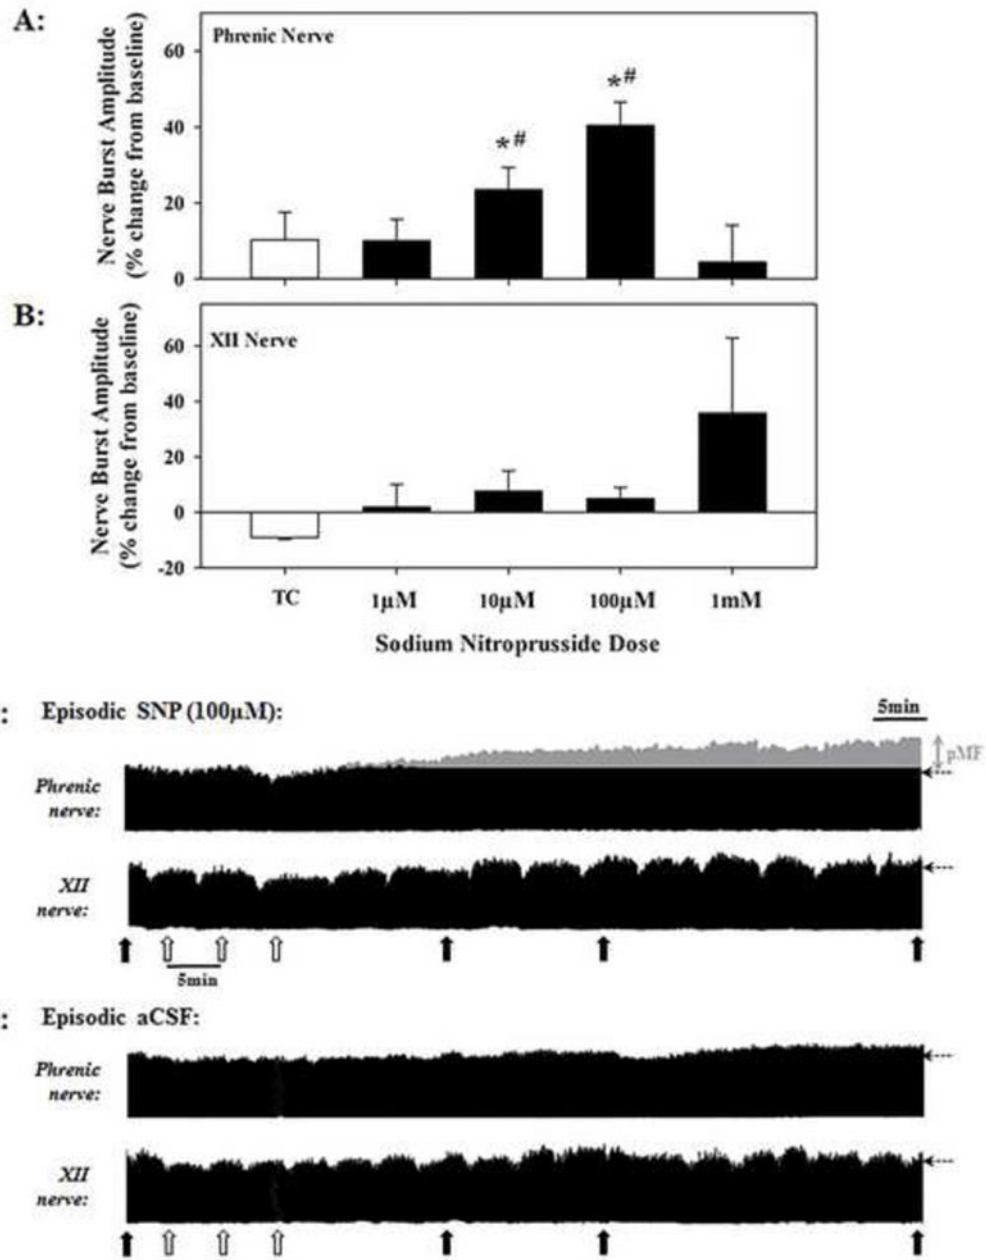 A:
Phrenic Nerve
Nerve Burst Amplitude
(% change from baseline)
60
40
20
0
*#
*#
B:
XII Nerve
Nerve Burst Amplitude
(% change from baseline)
60
40
20
0
-20
TC 1µM 10µM 100µM 1mM
Sodium Nitroprusside Dose
: Episodic SNP (100µM):
5min
pMF
Phrenic
nerve:
XII
nerve:
5min
: Episodic aCSF:
Phrenic
nerve:
XII
nerve: